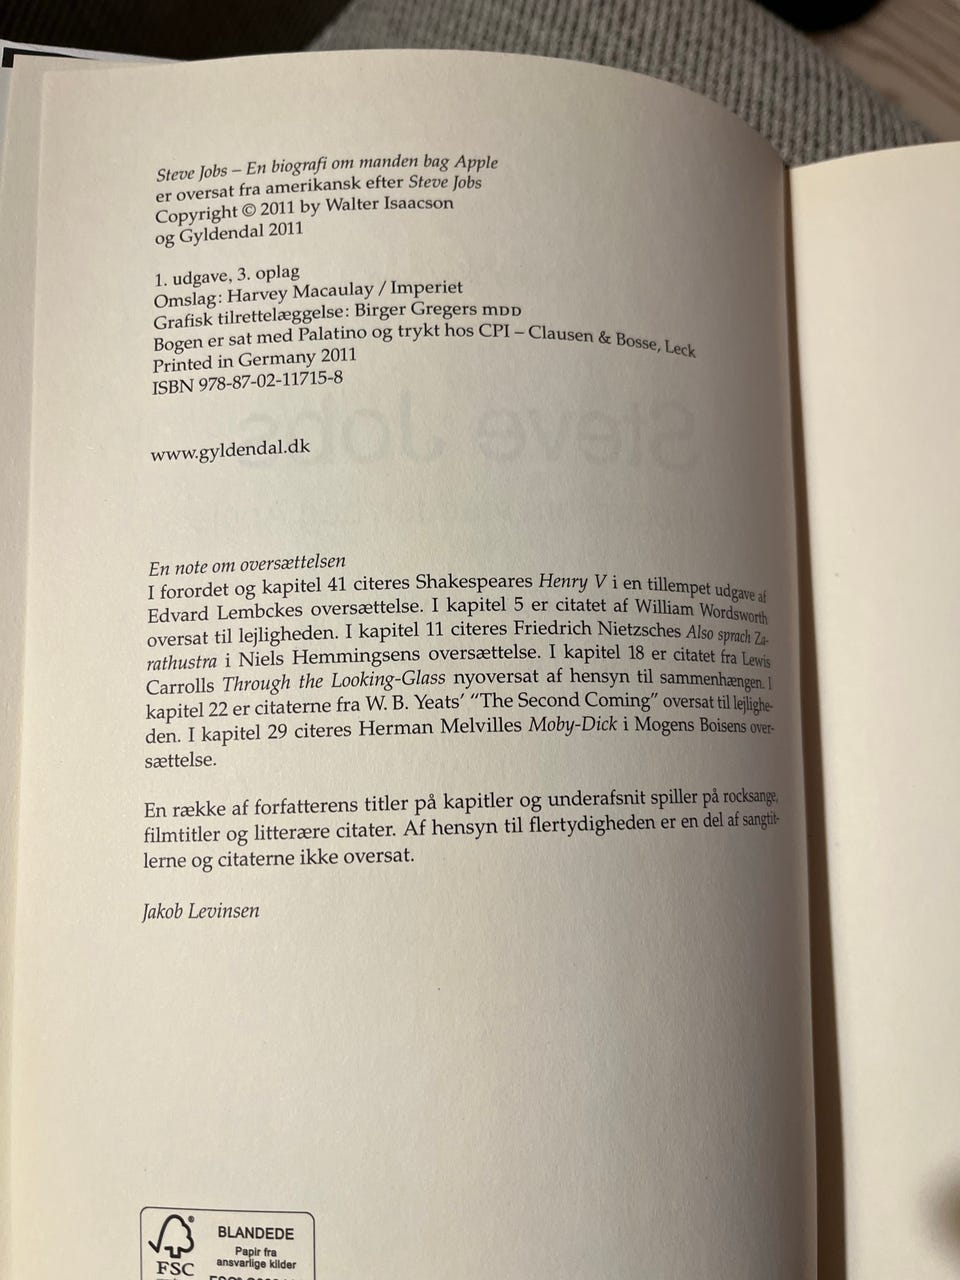 Steve Jobs – En biografi om manden bag Apple
er oversat fra amerikansk efter Steve Jobs
Copyright © 2011 by Walter Isaacson
og Gyldendal 2011
1. udgave, 3. oplag
Omslag: Harvey Macaulay / Imperiet
Grafisk tilrettelæggelse: Birger Gregers MDD
Bogen er sat med Palatino og trykt hos CPI – Clausen & Bosse, Leck
Printed in Germany 2011
ISBN 978-87-02-11715-8
www.gyldendal.dk
En note om oversættelsen
I forordet og kapitel 41 citeres Shakespeares Henry V i en tillempet udgave af
Edvard Lembckes oversættelse. I kapitel 5 er citatet af William Wordsworth
oversat til lejligheden. I kapitel 11 citeres Friedrich Nietzsches Also sprach Za-
rathustra i Niels Hemmingsens oversættelse. I kapitel 18 er citatet fra Lewis
Carrolls Through the Looking-Glass nyoversat af hensyn til sammenhængen. I
kapitel 22 er citaterne fra W. B. Yeats’ “The Second Coming” oversat til lejlighe-
den. I kapitel 29 citeres Herman Melvilles Moby-Dick i Mogens Boisens over-
sættelse.
En række af forfatterens titler på kapitler og underafsnit spiller på rocksange,
filmtitler og litterære citater. Af hensyn til flertydigheden er en del af sangtit-
lerne og citaterne ikke oversat.
Jakob Levinsen
BLANDEDE
Papir fra
ansvarlige kilder
FSC